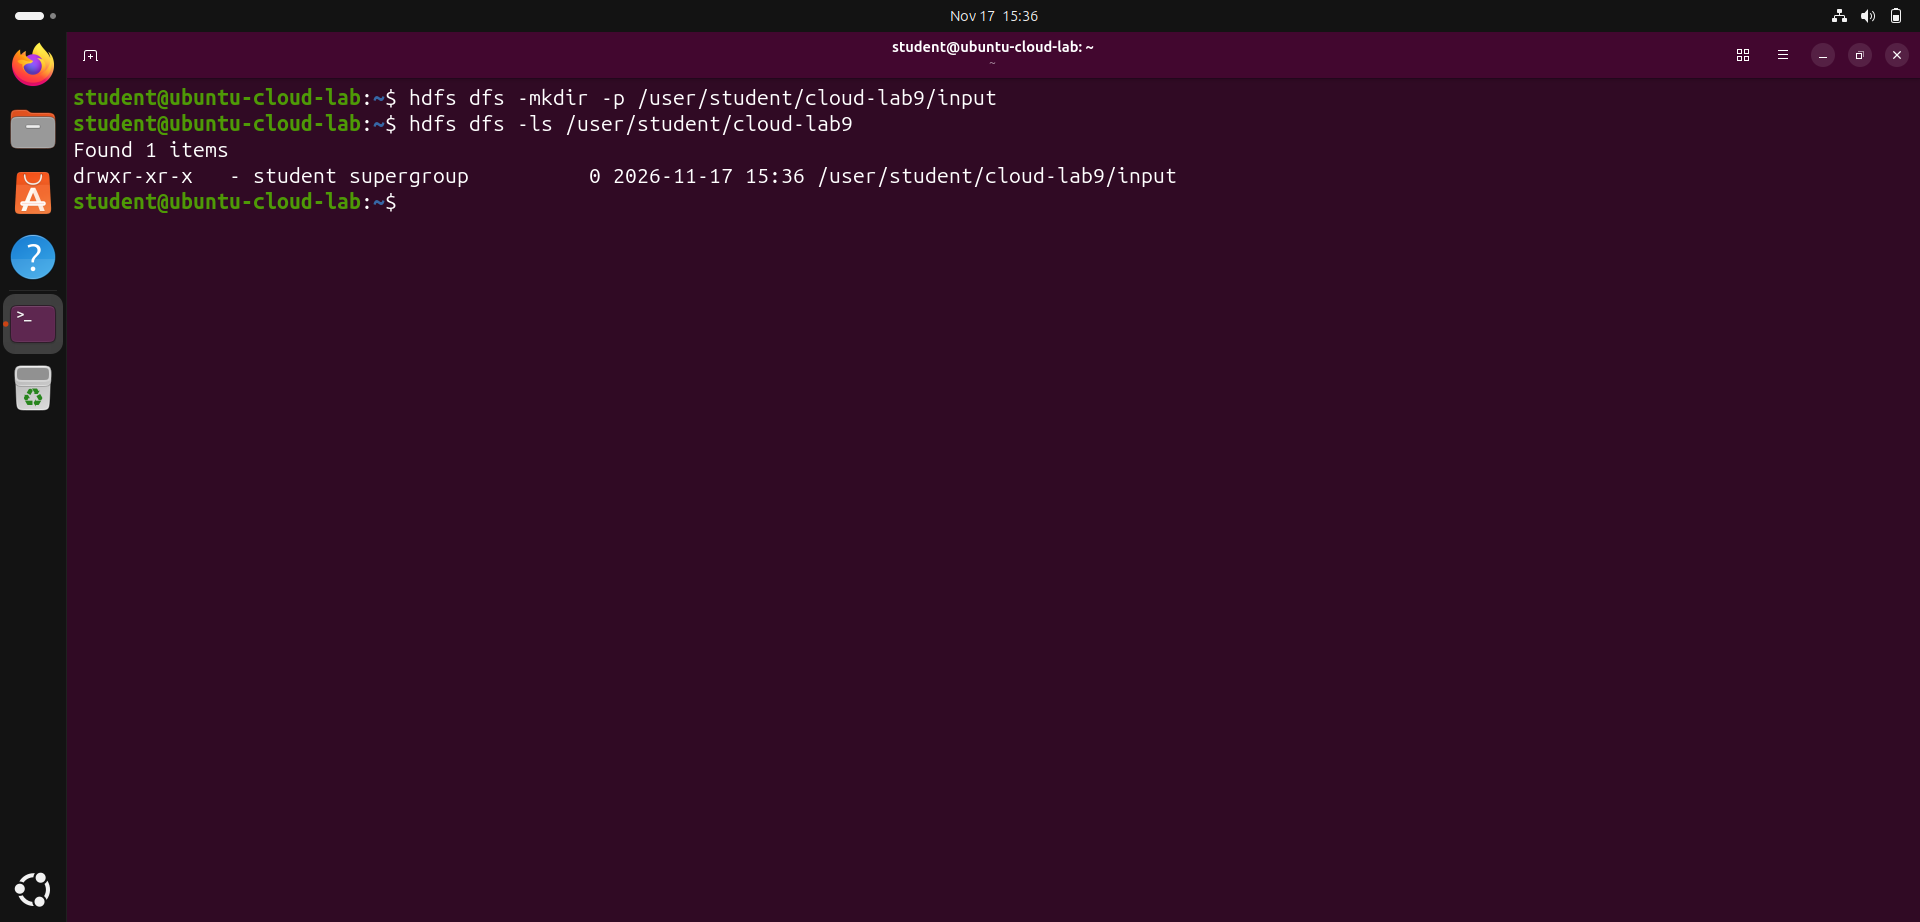 Nov 17 15:36
student@ubuntu-cloud-lab: ~
~
student@ubuntu-cloud-lab:~$ hdfs dfs -mkdir -p /user/student/cloud-lab9/input
student@ubuntu-cloud-lab:~$ hdfs dfs -ls /user/student/cloud-lab9
Found 1 items
drwxr-xr-x   - student supergroup          0 2026-11-17 15:36 /user/student/cloud-lab9/input
student@ubuntu-cloud-lab:~$